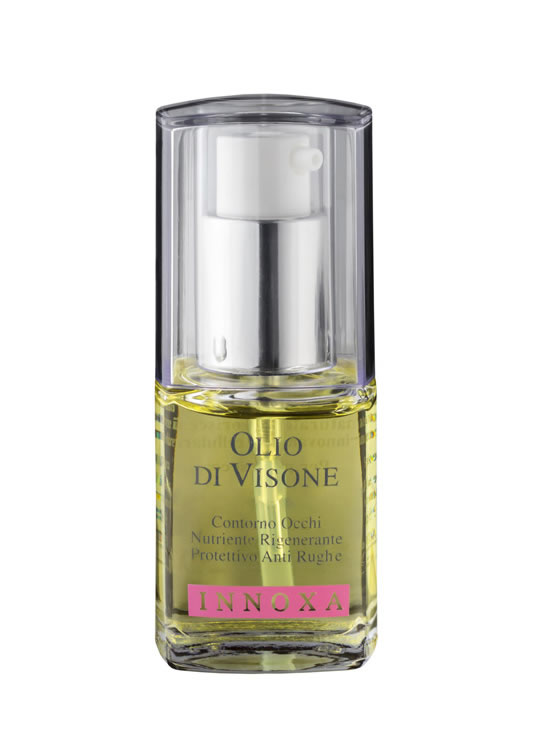 OLIO
DI VISONE
Contorno Occhi
Nutriente Rigenerante
Protettivo Anti Rughe
INNOXA